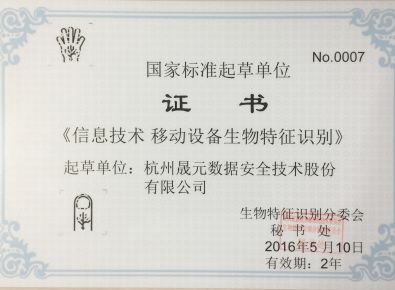 No.0007
国家标准起草单位
证 书
《信息技术 移动设备生物特征识别》
起草单位：杭州晟元数据安全技术股份
有限公司
生物特征识别分委会
秘 书 处
2016年5月10日
有效期：2年